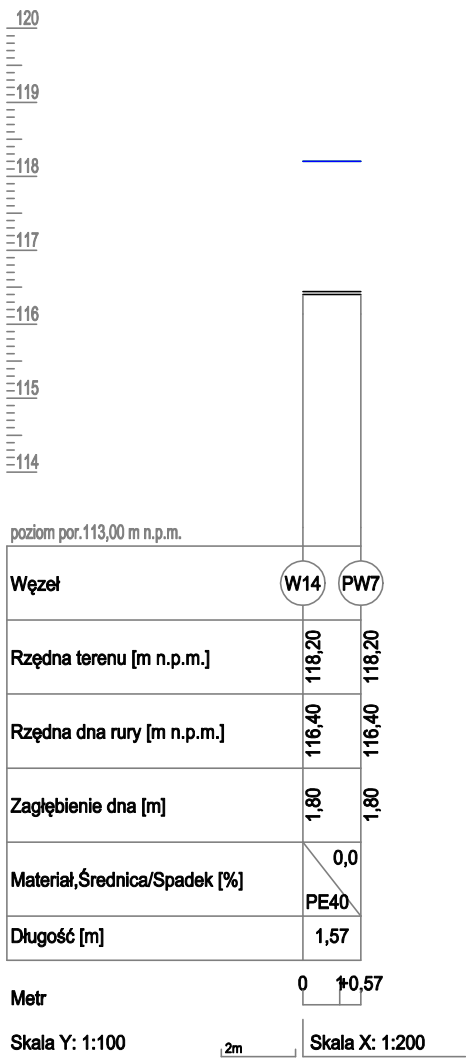 120
119
118
117
116
115
114
poziom por.113,00 m n.p.m.
Węzeł W14 PW7
Rzędna terenu [m n.p.m.] 118,20 118,20
Rzędna dna rury [m n.p.m.] 116,40 116,40
Zagłębienie dna [m] 1,80 1,80
Materiał,Średnica/Spadek [%] 0,0
PE40
Długość [m] 1,57
Metr 0 1+0,57
Skala Y: 1:100 2m Skala X: 1:200